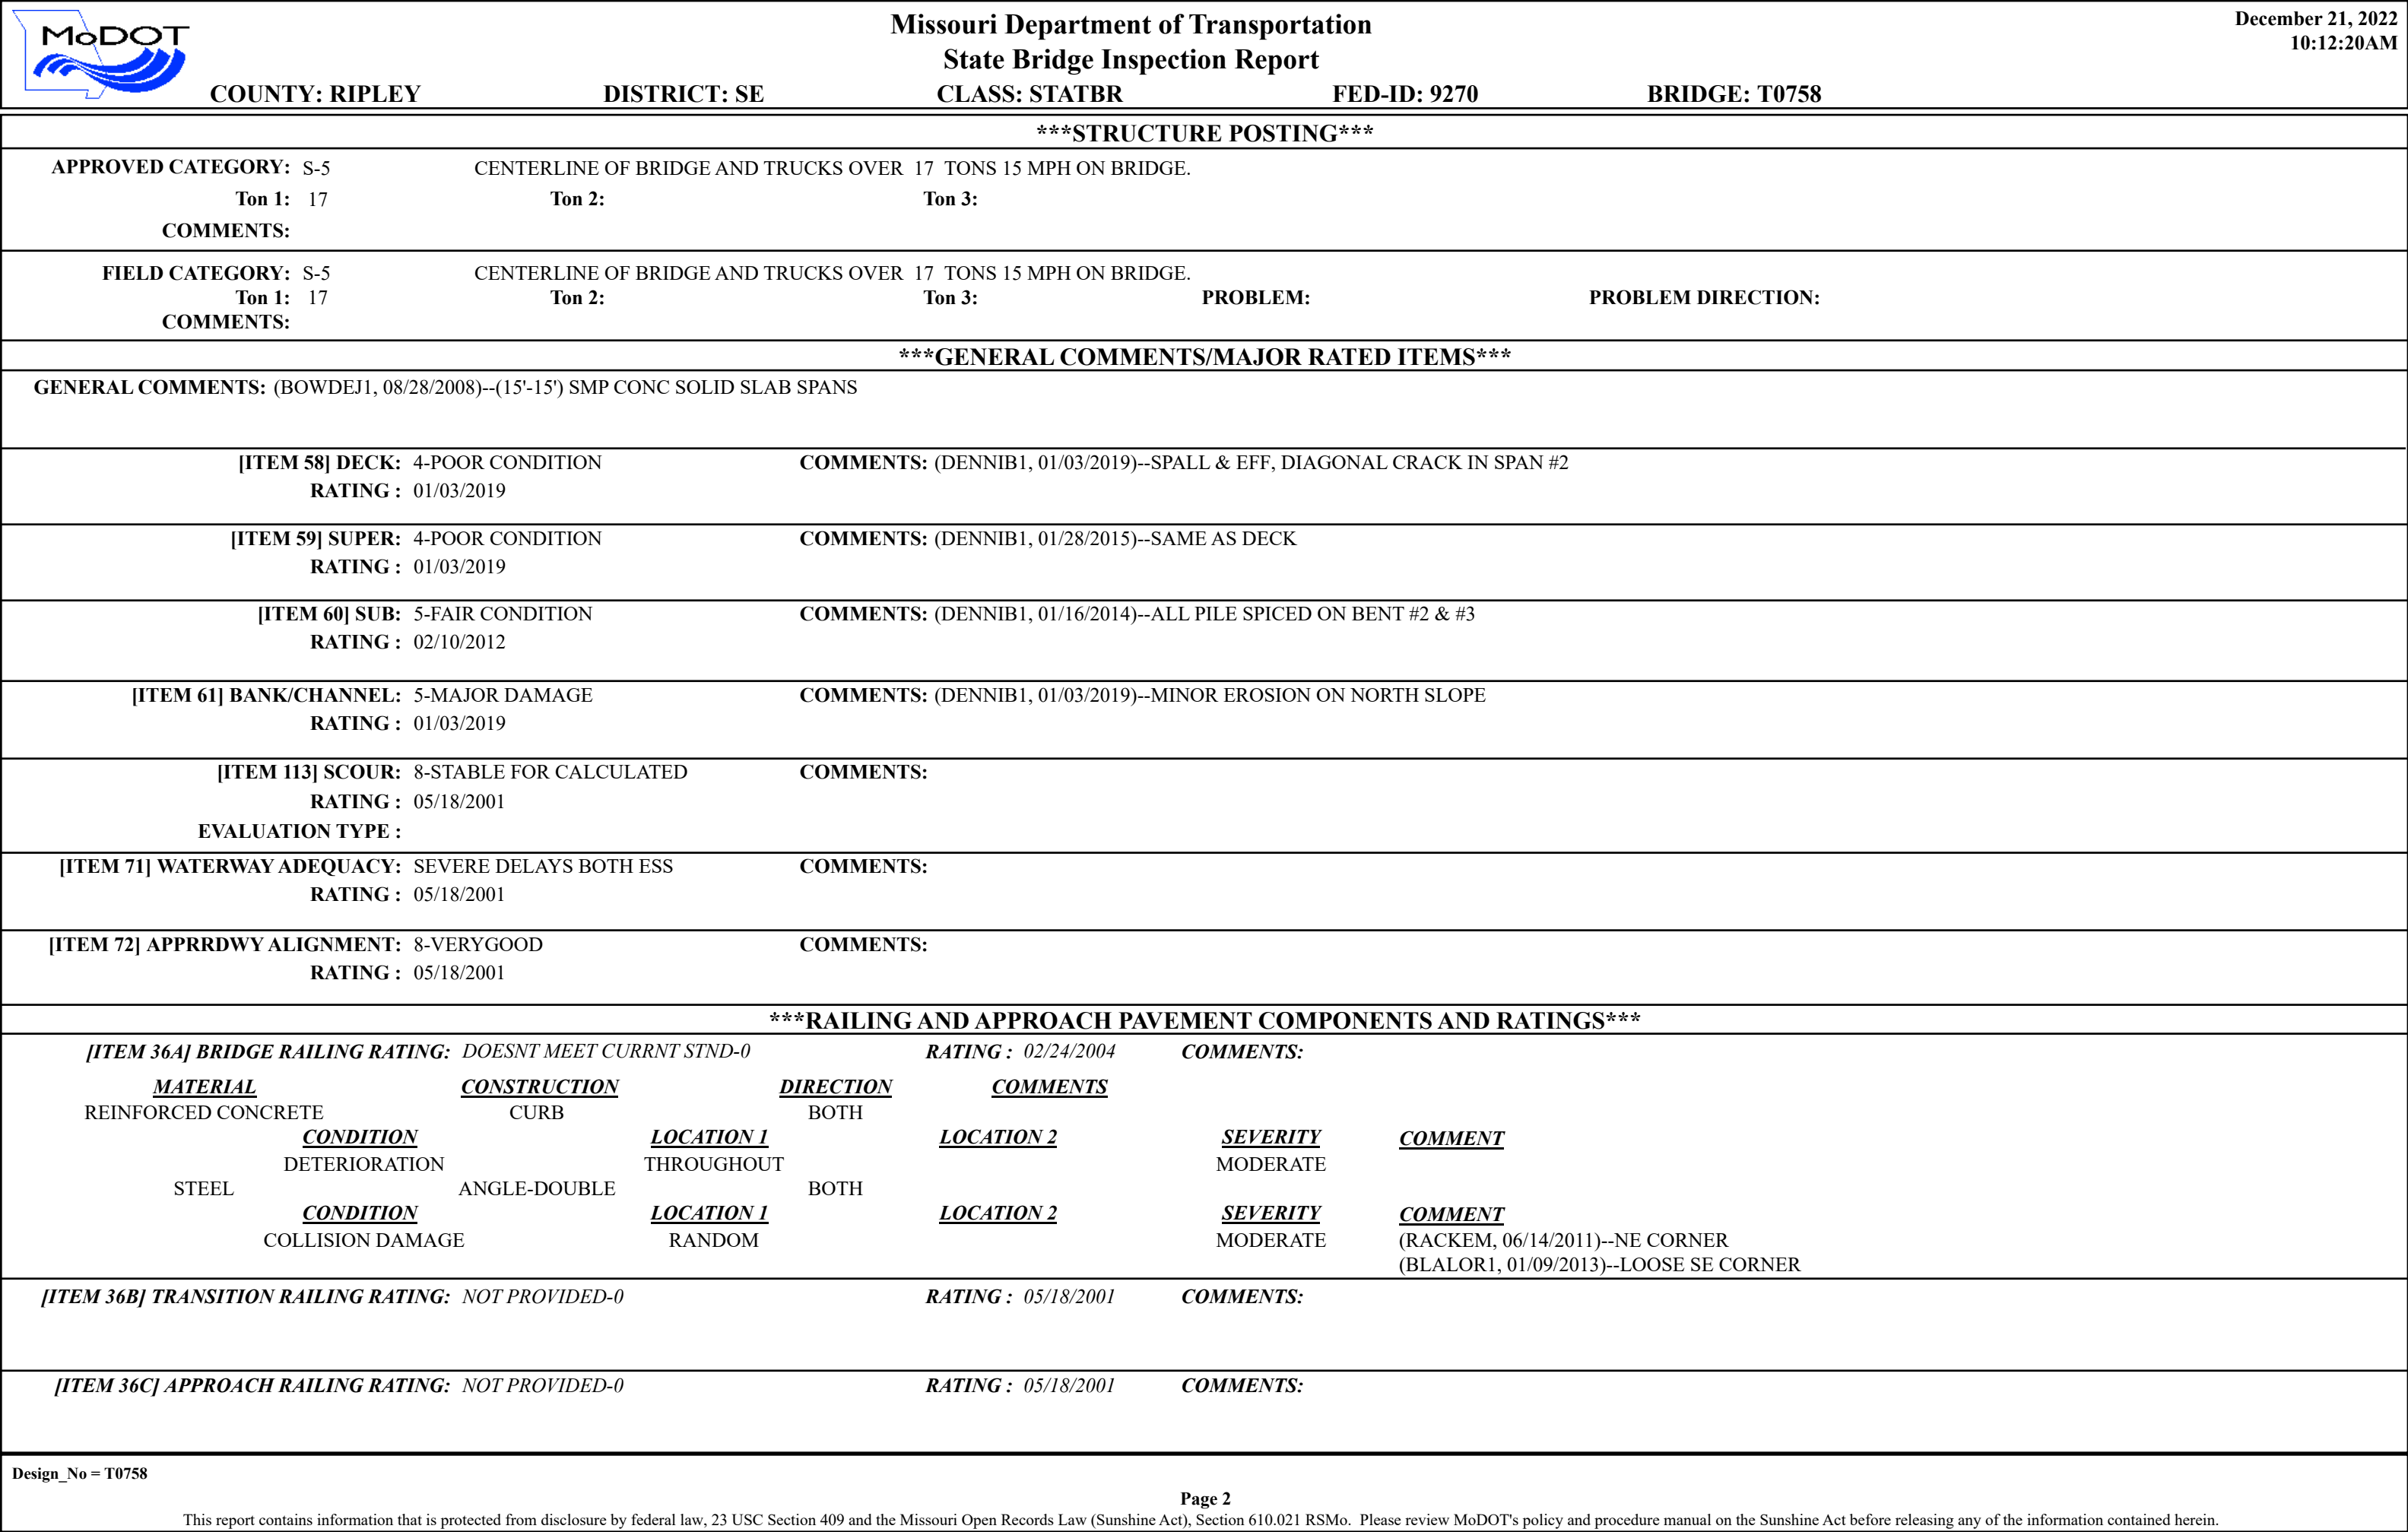 MoDOT
Missouri Department of Transportation
State Bridge Inspection Report
December 21, 2022
10:12:20AM
COUNTY: RIPLEY DISTRICT: SE CLASS: STATBR FED-ID: 9270 BRIDGE: T0758
***STRUCTURE POSTING***
APPROVED CATEGORY: S-5 CENTERLINE OF BRIDGE AND TRUCKS OVER 17 TONS 15 MPH ON BRIDGE.
Ton 1: 17 Ton 2: Ton 3:
COMMENTS:
FIELD CATEGORY: S-5 CENTERLINE OF BRIDGE AND TRUCKS OVER 17 TONS 15 MPH ON BRIDGE.
Ton 1: 17 Ton 2: Ton 3: PROBLEM: PROBLEM DIRECTION:
COMMENTS:
***GENERAL COMMENTS/MAJOR RATED ITEMS***
GENERAL COMMENTS: (BOWDEJ1, 08/28/2008)--(15'-15') SMP CONC SOLID SLAB SPANS
[ITEM 58] DECK: 4-POOR CONDITION COMMENTS: (DENNIB1, 01/03/2019)--SPALL & EFF, DIAGONAL CRACK IN SPAN #2
RATING : 01/03/2019
[ITEM 59] SUPER: 4-POOR CONDITION COMMENTS: (DENNIB1, 01/28/2015)--SAME AS DECK
RATING : 01/03/2019
[ITEM 60] SUB: 5-FAIR CONDITION COMMENTS: (DENNIB1, 01/16/2014)--ALL PILE SPICED ON BENT #2 & #3
RATING : 02/10/2012
[ITEM 61] BANK/CHANNEL: 5-MAJOR DAMAGE COMMENTS: (DENNIB1, 01/03/2019)--MINOR EROSION ON NORTH SLOPE
RATING : 01/03/2019
[ITEM 113] SCOUR: 8-STABLE FOR CALCULATED COMMENTS:
RATING : 05/18/2001
EVALUATION TYPE :
[ITEM 71] WATERWAY ADEQUACY: SEVERE DELAYS BOTH ESS COMMENTS:
RATING : 05/18/2001
[ITEM 72] APPRRDWY ALIGNMENT: 8-VERYGOOD COMMENTS:
RATING : 05/18/2001
***RAILING AND APPROACH PAVEMENT COMPONENTS AND RATINGS***
[ITEM 36A] BRIDGE RAILING RATING: DOESNT MEET CURRNT STND-0 RATING : 02/24/2004 COMMENTS:
MATERIAL CONSTRUCTION DIRECTION COMMENTS
REINFORCED CONCRETE CURB BOTH
CONDITION LOCATION 1 LOCATION 2 SEVERITY COMMENT
DETERIORATION THROUGHOUT MODERATE
STEEL ANGLE-DOUBLE BOTH
CONDITION LOCATION 1 LOCATION 2 SEVERITY COMMENT
COLLISION DAMAGE RANDOM MODERATE (RACKEM, 06/14/2011)--NE CORNER
(BLALOR1, 01/09/2013)--LOOSE SE CORNER
[ITEM 36B] TRANSITION RAILING RATING: NOT PROVIDED-0 RATING : 05/18/2001 COMMENTS:
[ITEM 36C] APPROACH RAILING RATING: NOT PROVIDED-0 RATING : 05/18/2001 COMMENTS:
Design_No = T0758
Page 2
This report contains information that is protected from disclosure by federal law, 23 USC Section 409 and the Missouri Open Records Law (Sunshine Act), Section 610.021 RSMo. Please review MoDOT's policy and procedure manual on the Sunshine Act before releasing any of the information contained herein.